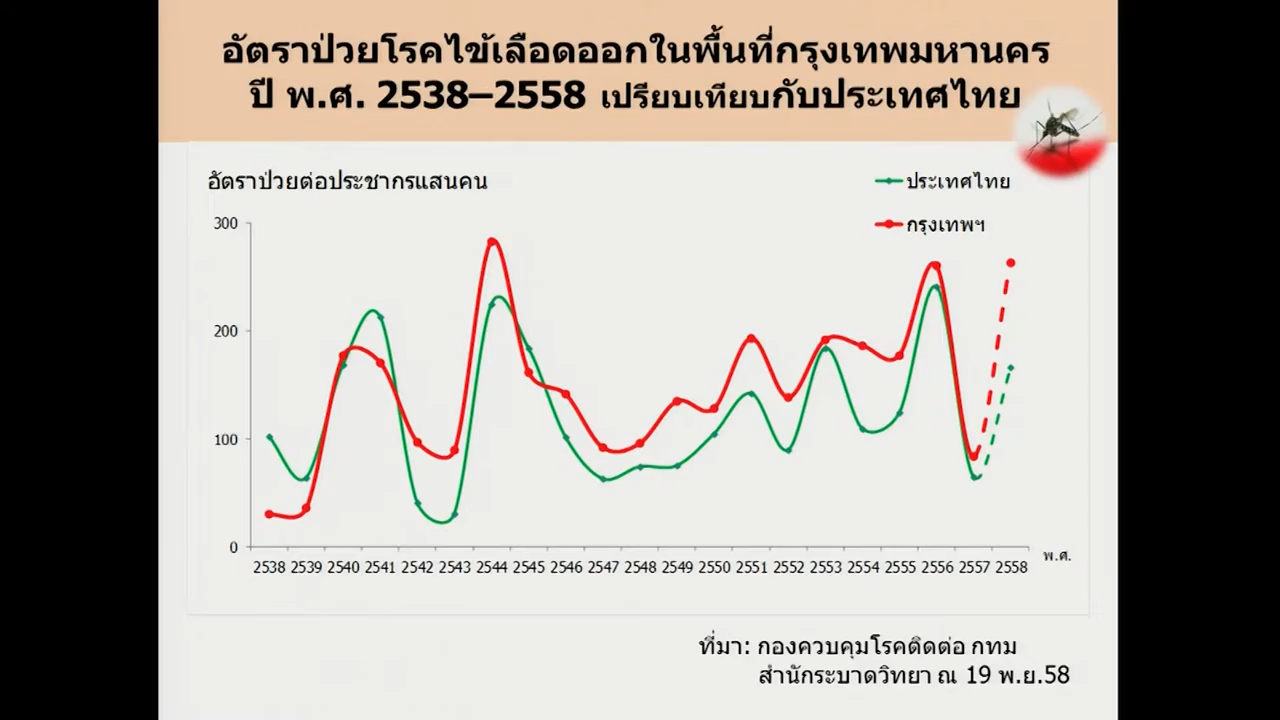 อัตราป่วยโรคไข้เลือดออกในพื้นที่กรุงเทพมหานคร
ปี พ.ศ. 2538–2558 เปรียบเทียบกับประเทศไทย
อัตราป่วยต่อประชากรแสนคน
ประเทศไทย
กรุงเทพฯ
300
200
100
0
2538 2539 2540 2541 2542 2543 2544 2545 2546 2547 2548 2549 2550 2551 2552 2553 2554 2555 2556 2557 2558
พ.ศ.
ที่มา: กองควบคุมโรคติดต่อ กทม
สำนักระบาดวิทยา ณ 19 พ.ย.58